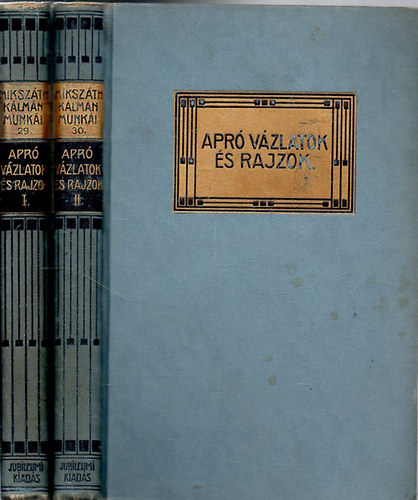 MIKSZÁTH
KÁLMÁN
MUNKÁI
29.
APRÓ
VÁZLATOK
ÉS RAJZO
I.
JUBILEUMI
KIADÁS
MIKSZÁTH
KÁLMÁN
MUNKÁI
30.
APRÓ
VÁZLATOK
ÉS RAJZOK
II.
JUBILEUMI
KIADÁS
APRÓ VÁZLATOK
ÉS RAJZOK.